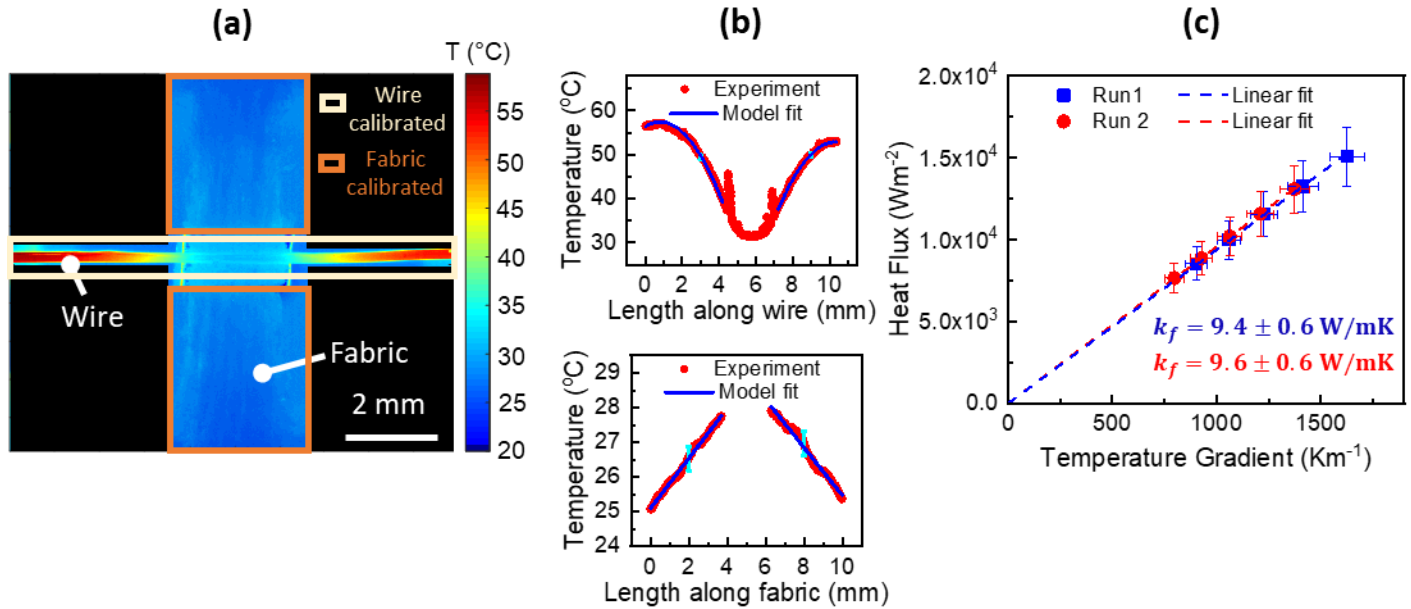 (a)
T (°C)
Wire
calibrated
Fabric
calibrated
Wire
Fabric
2 mm
55
50
45
40
35
30
25
20
(b)
Experiment
Model fit
Temperature (°C)
60
50
40
30
0 2 4 6 8 10
Length along wire (mm)
Experiment
Model fit
Temperature (°C)
29
28
27
26
25
24
0 2 4 6 8 10
Length along fabric (mm)
(c)
Heat Flux (Wm⁻²)
2.0x10⁴
1.5x10⁴
1.0x10⁴
5.0x10³
0.0
Run1 Linear fit
Run 2 Linear fit
k_f = 9.4 ± 0.6 W/mK
k_f = 9.6 ± 0.6 W/mK
0 500 1000 1500
Temperature Gradient (Km⁻¹)